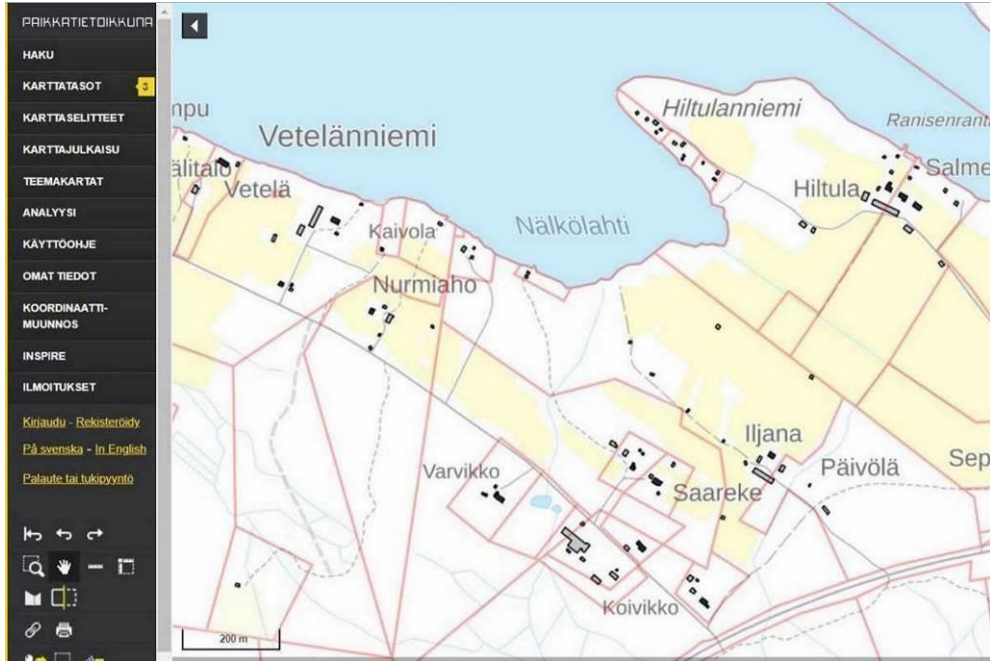 PAIKKATIETOIKKUNA
HAKU
KARTTATASOT 3
KARTTASELITTEET
KARTTAJULKAISU
TEEMAKARTAT
ANALYYSI
KÄYTTÖOHJE
OMAT TIEDOT
KOORDINAATTI-
MUUNNOS
INSPIRE
ILMOITUKSET
Kirjaudu - Rekisteröidy
På svenska - In English
Palaute tai tukipyyntö
mpu
Vetelänniemi
Hiltulanniemi
Ranisenranta
älitalo
Vetelä
Hiltula
Salme
Kaivola
Nälkölahti
Nurmiaho
Iljana
Varvikko
Päivölä
Sep
Saareke
Koivikko
200 m